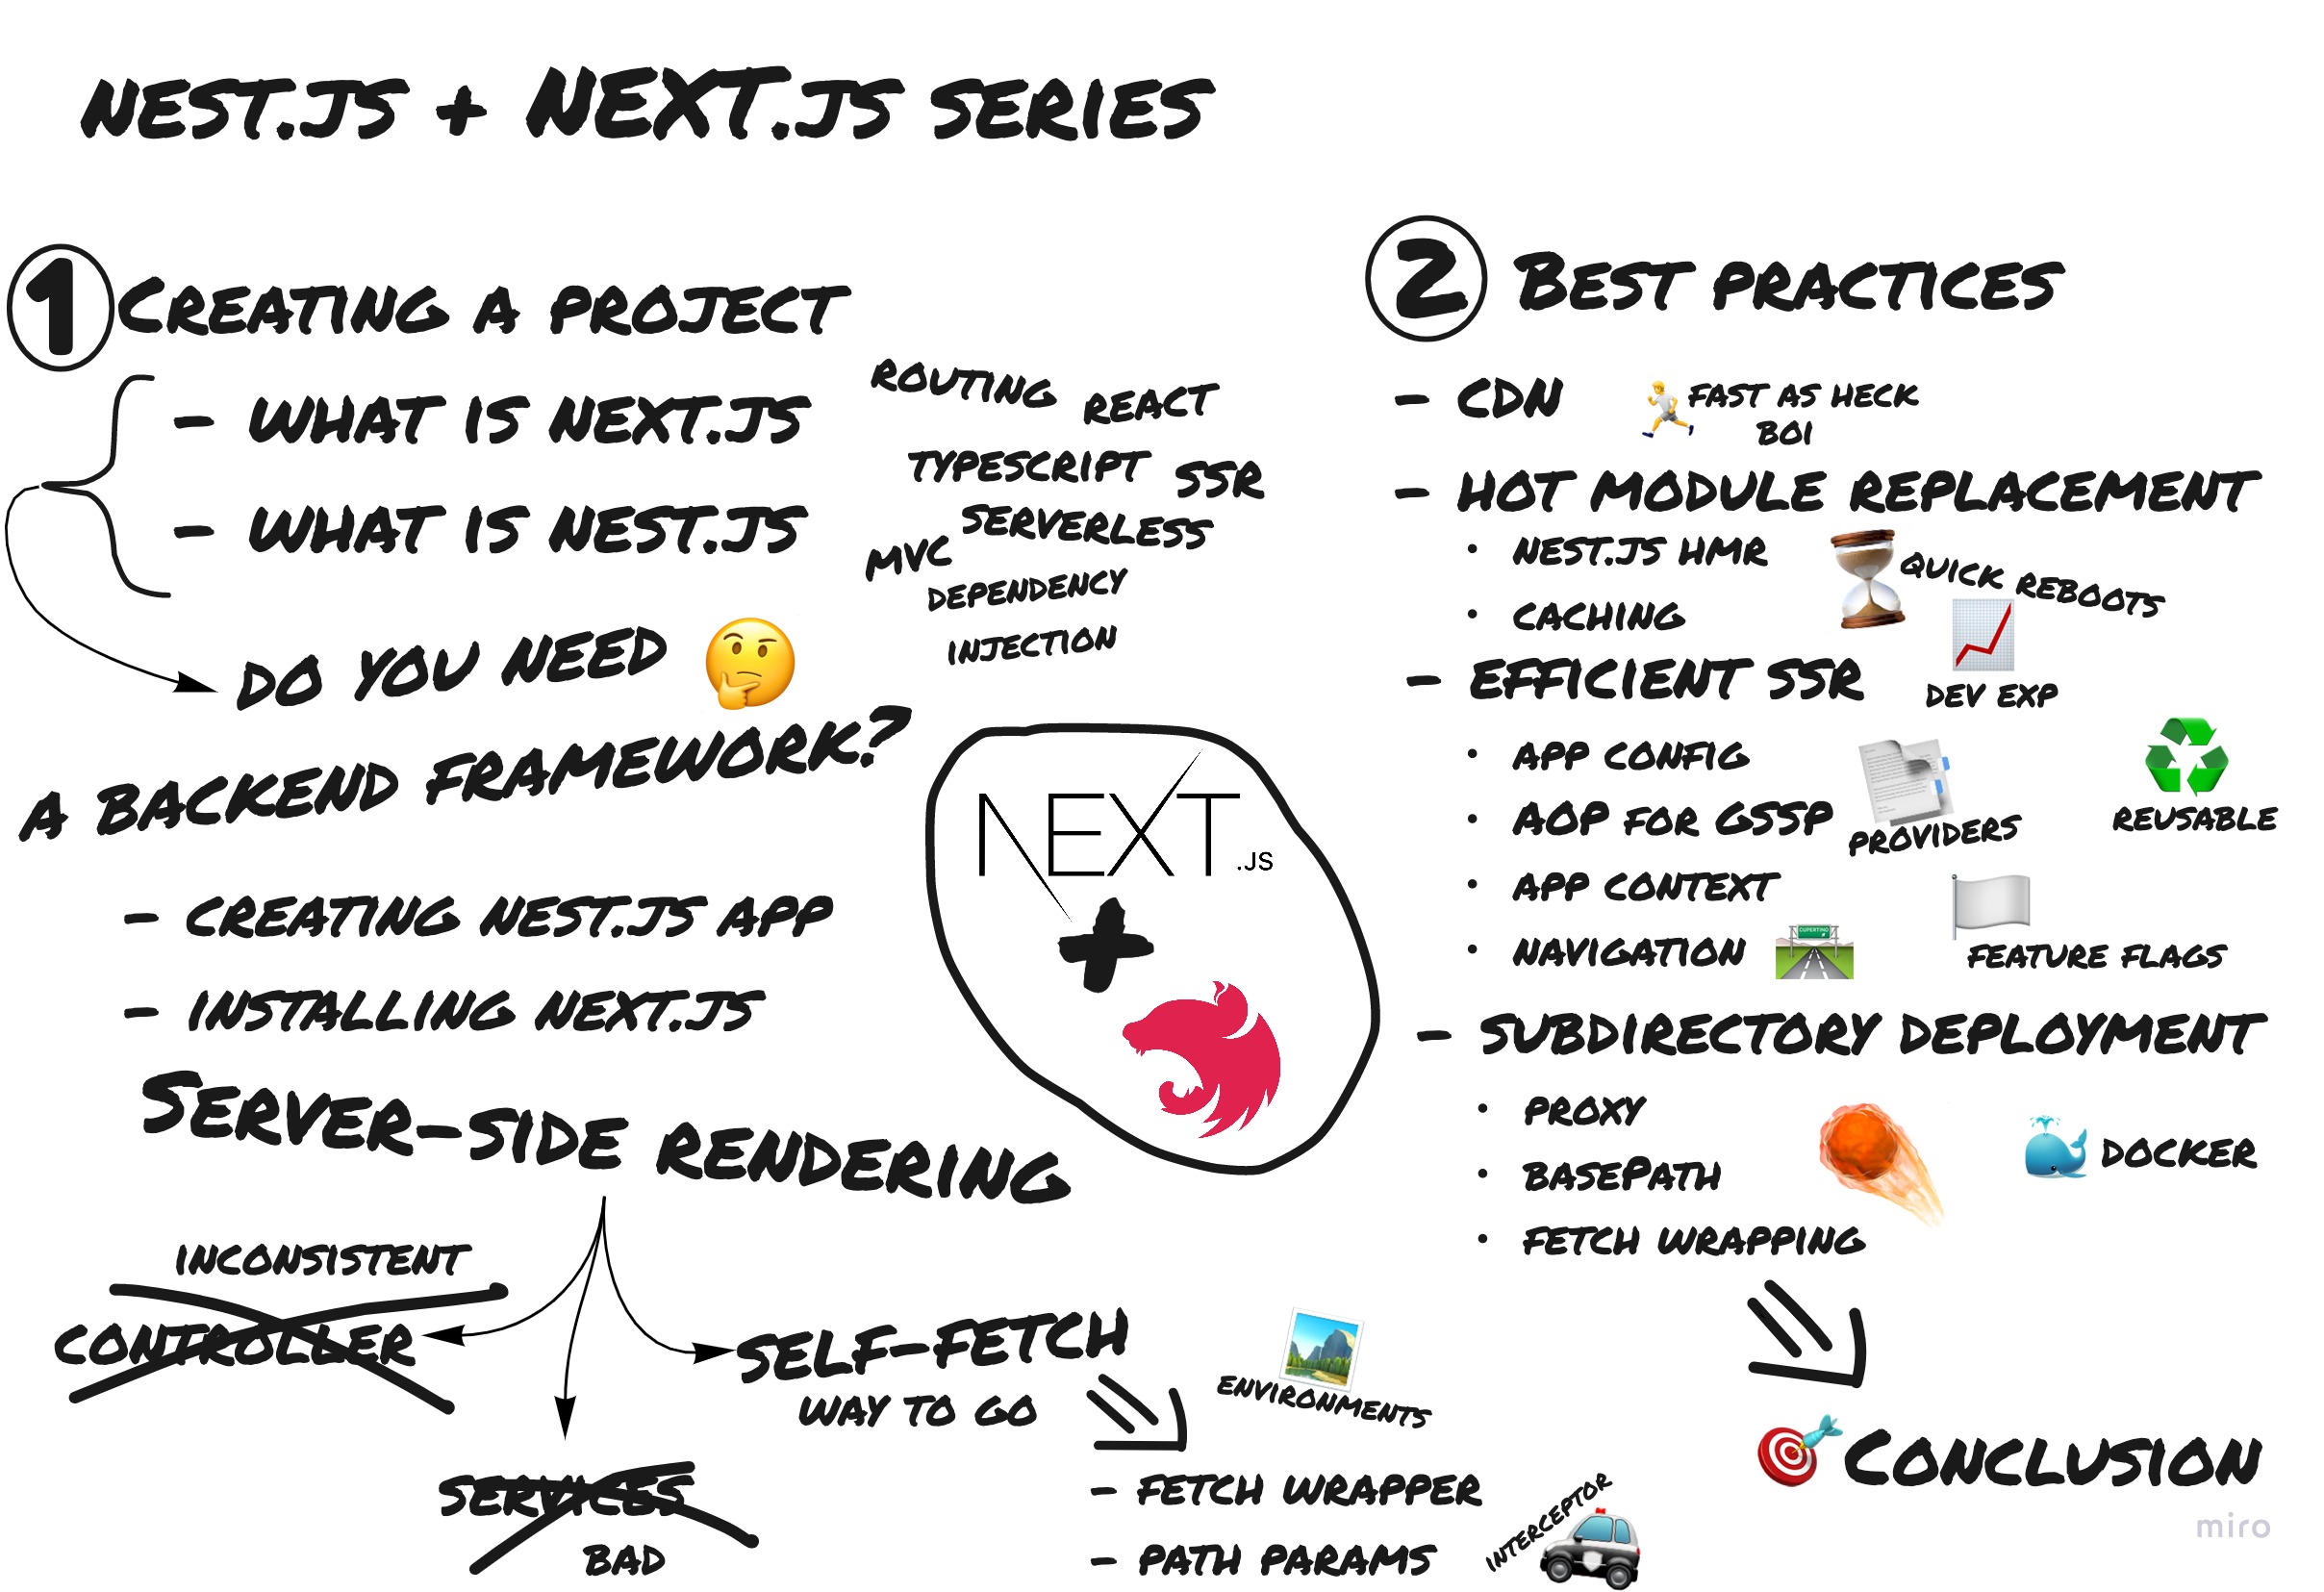 NEST.JS + NEXT.JS SERIES
1 CREATING A PROJECT
- WHAT IS NEXT.JS
- WHAT IS NEST.JS
ROUTING
REACT
TYPESCRIPT
SSR
SERVERLESS
MVC
DEPENDENCY
INJECTION
DO YOU NEED
A BACKEND FRAMEWORK?
- CREATING NEST.JS APP
- INSTALLING NEXT.JS
NEXT.JS
+
SERVER-SIDE RENDERING
INCONSISTENT
CONTROLLER
SERVICES
BAD
SELF-FETCH
WAY TO GO
ENVIRONMENTS
- FETCH WRAPPER
- PATH PARAMS
INTERCEPTOR
2 BEST PRACTICES
- CDN
FAST AS HECK
BOI
- HOT MODULE REPLACEMENT
• NEST.JS HMR
QUICK REBOOTS
• CACHING
- EFFICIENT SSR
DEV EXP
• APP CONFIG
• AOP FOR GSSP
PROVIDERS
REUSABLE
• APP CONTEXT
• NAVIGATION
CUPERTINO
FEATURE FLAGS
- SUBDIRECTORY DEPLOYMENT
• PROXY
• BASEPATH
DOCKER
• FETCH WRAPPING
CONCLUSION
miro